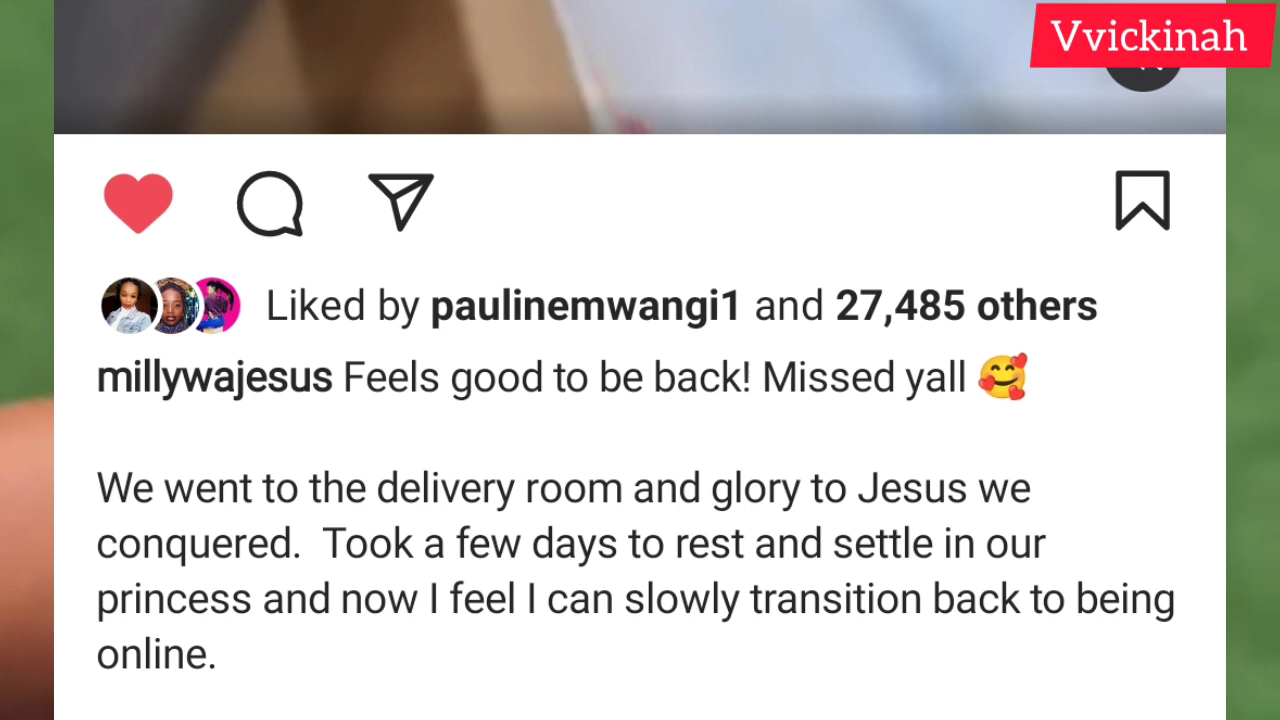 Vvickinah
Liked by paulinemwangi1 and 27,485 others
millywajesus Feels good to be back! Missed yall 🥰
We went to the delivery room and glory to Jesus we
conquered.  Took a few days to rest and settle in our
princess and now I feel I can slowly transition back to being
online.